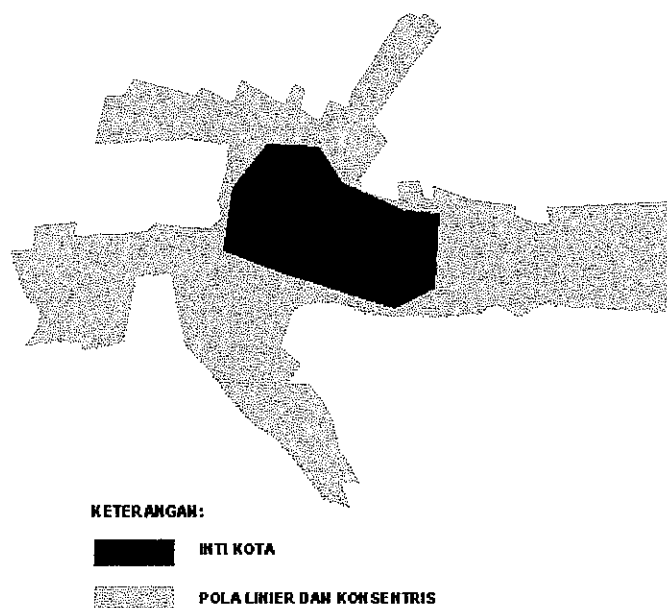 KETERANGAN:
INTI KOTA
POLA LINIER DAN KONSENTRIS